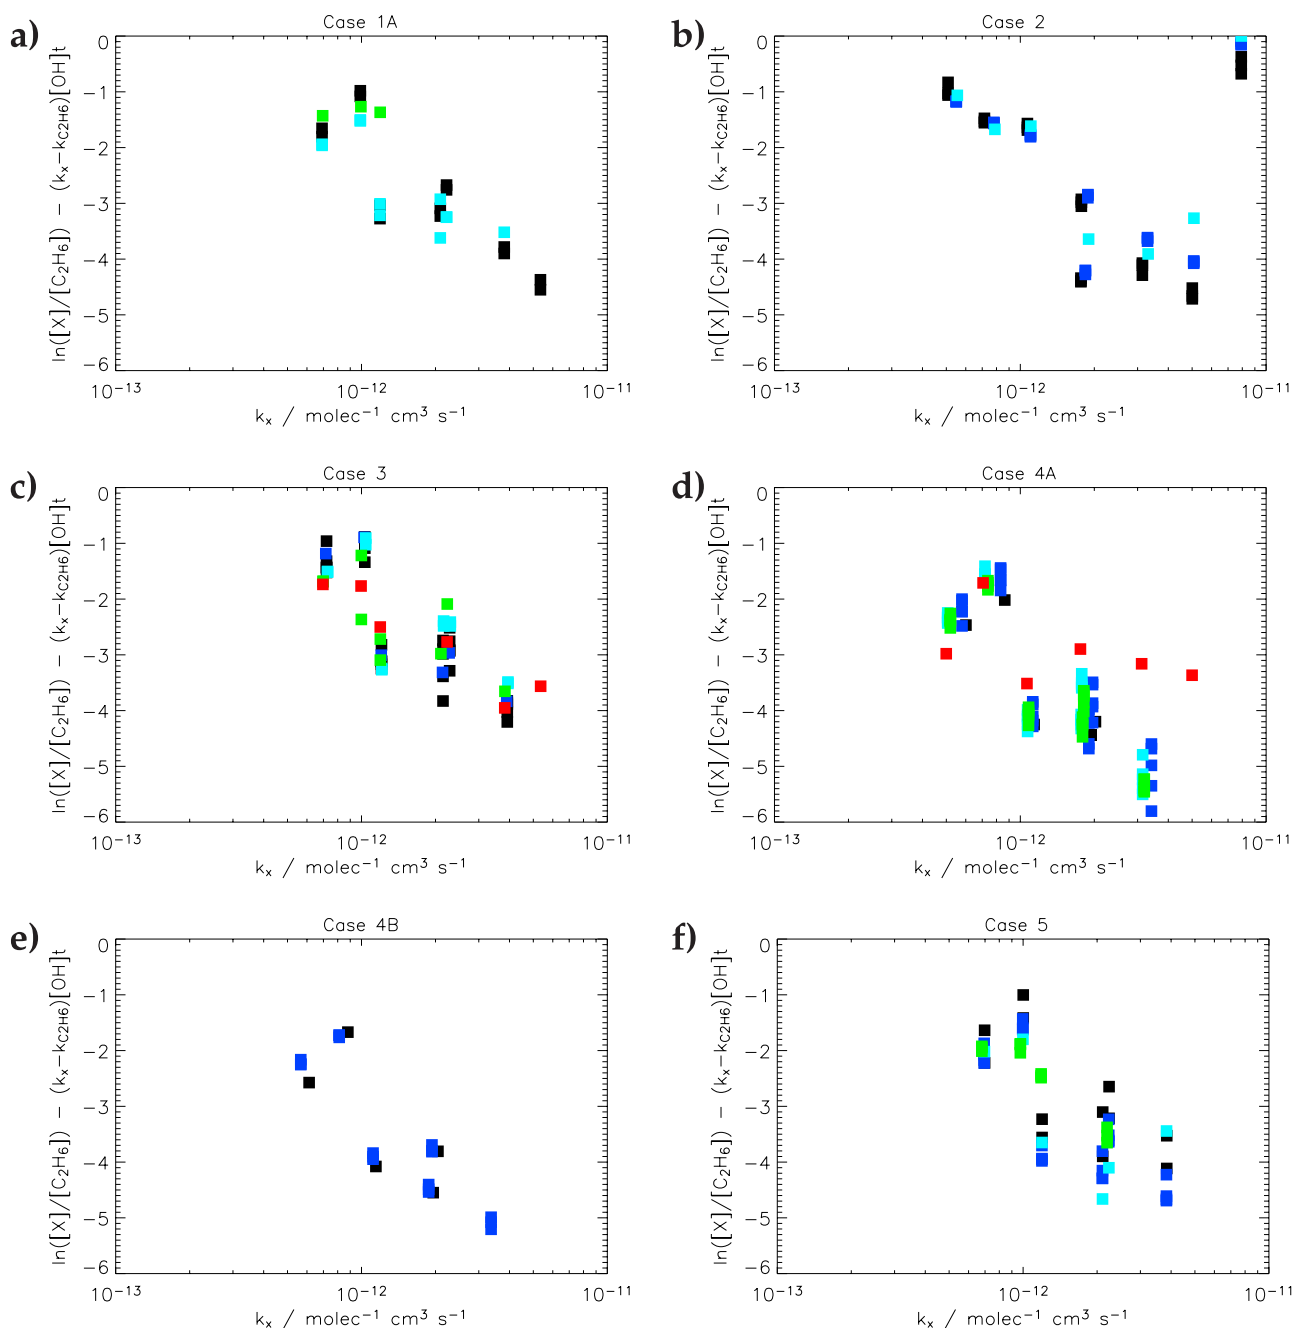 a)
Case 1A
ln([X]/[C₂H₆]) − (kₓ−k_C2H6)[OH]t
0
−1
−2
−3
−4
−5
−6
10⁻¹³
10⁻¹²
10⁻¹¹
kₓ / molec⁻¹ cm³ s⁻¹
b)
Case 2
ln([X]/[C₂H₆]) − (kₓ−k_C2H6)[OH]t
0
−1
−2
−3
−4
−5
−6
10⁻¹³
10⁻¹²
10⁻¹¹
kₓ / molec⁻¹ cm³ s⁻¹
c)
Case 3
ln([X]/[C₂H₆]) − (kₓ−k_C2H6)[OH]t
0
−1
−2
−3
−4
−5
−6
10⁻¹³
10⁻¹²
10⁻¹¹
kₓ / molec⁻¹ cm³ s⁻¹
d)
Case 4A
ln([X]/[C₂H₆]) − (kₓ−k_C2H6)[OH]t
0
−1
−2
−3
−4
−5
−6
10⁻¹³
10⁻¹²
10⁻¹¹
kₓ / molec⁻¹ cm³ s⁻¹
e)
Case 4B
ln([X]/[C₂H₆]) − (kₓ−k_C2H6)[OH]t
0
−1
−2
−3
−4
−5
−6
10⁻¹³
10⁻¹²
10⁻¹¹
kₓ / molec⁻¹ cm³ s⁻¹
f)
Case 5
ln([X]/[C₂H₆]) − (kₓ−k_C2H6)[OH]t
0
−1
−2
−3
−4
−5
−6
10⁻¹³
10⁻¹²
10⁻¹¹
kₓ / molec⁻¹ cm³ s⁻¹